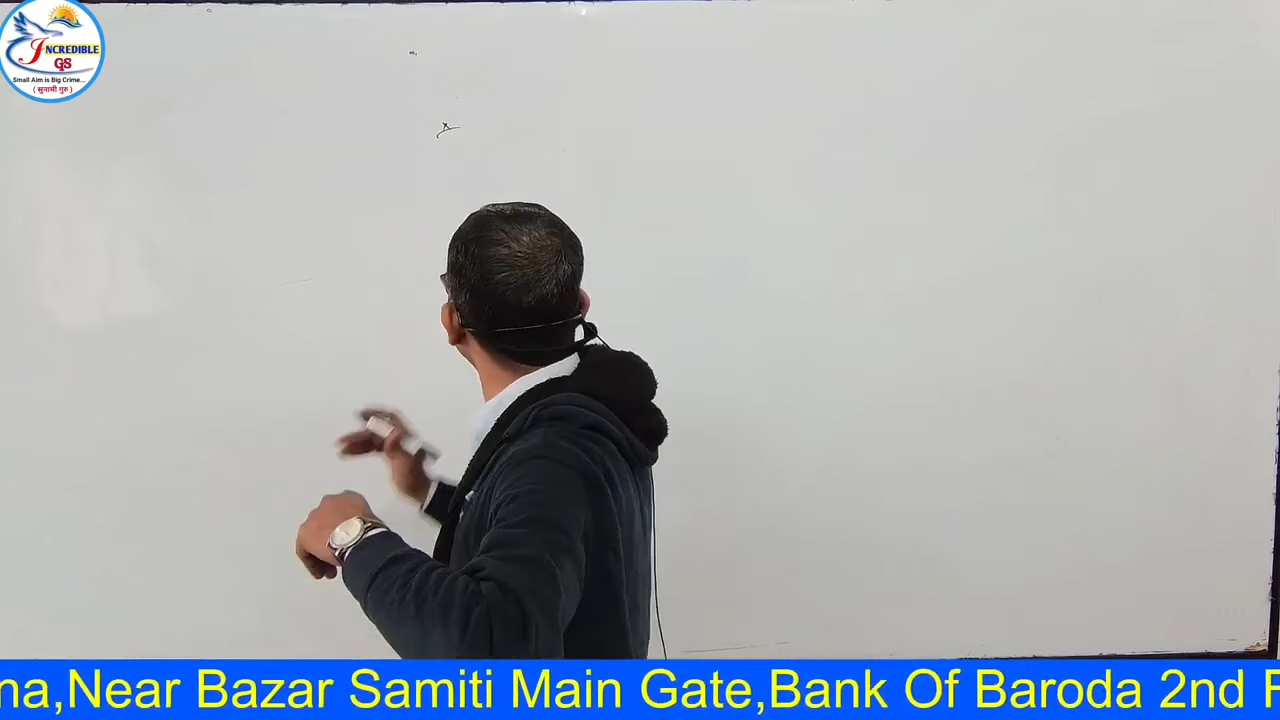 INCREDIBLE
GS
Small Aim is Big Crime...
( सुनामी गुरु )
na,Near Bazar Samiti Main Gate,Bank Of Baroda 2nd F